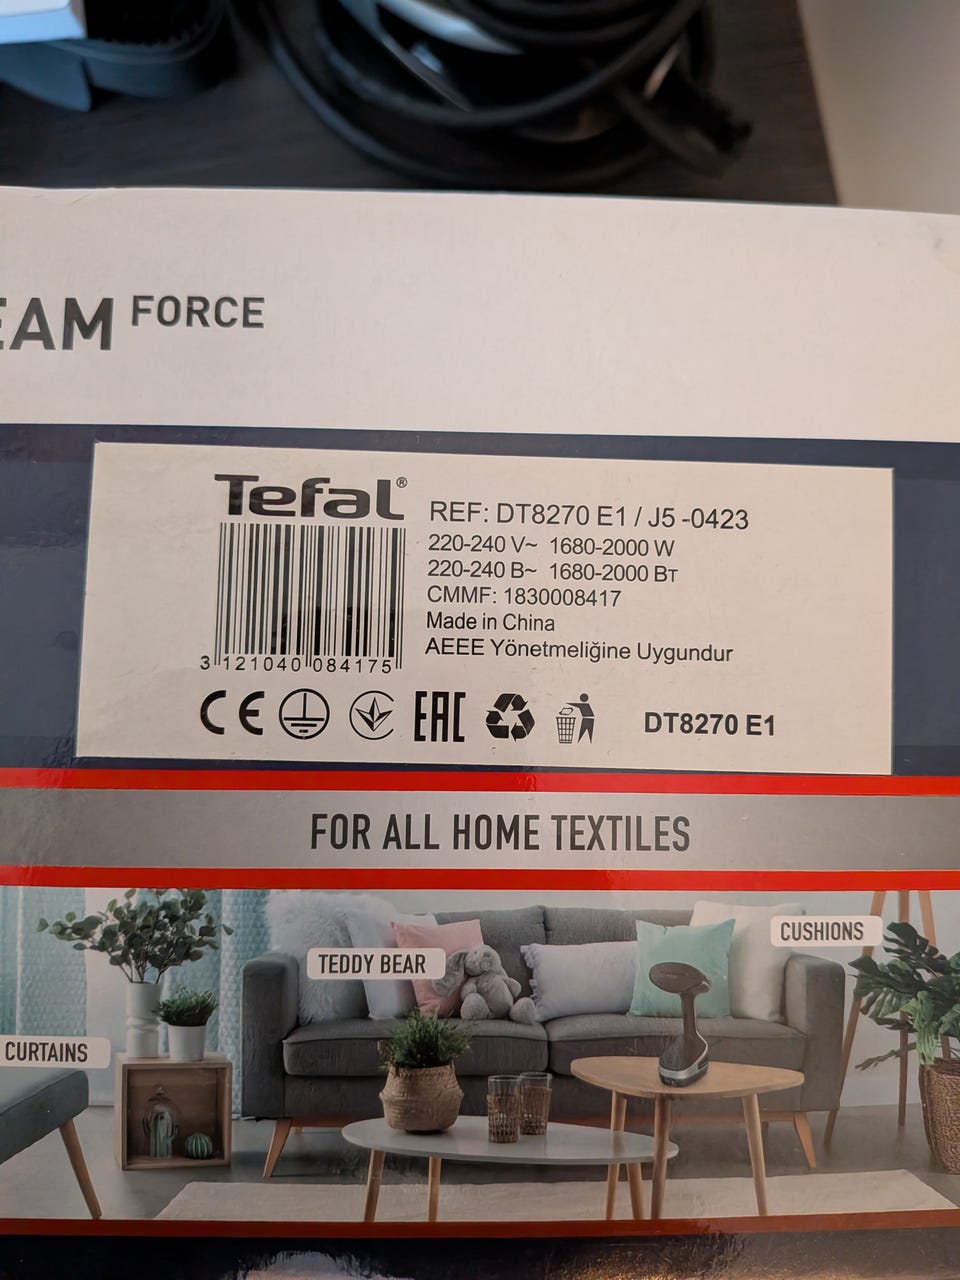 EAM FORCE
Tefal®
REF: DT8270 E1 / J5 -0423
220-240 V~ 1680-2000 W
220-240 В~ 1680-2000 Вт
CMMF: 1830008417
Made in China
AEEE Yönetmeliğine Uygundur
3 121040 084175
CE
EAC
DT8270 E1
FOR ALL HOME TEXTILES
CUSHIONS
TEDDY BEAR
CURTAINS